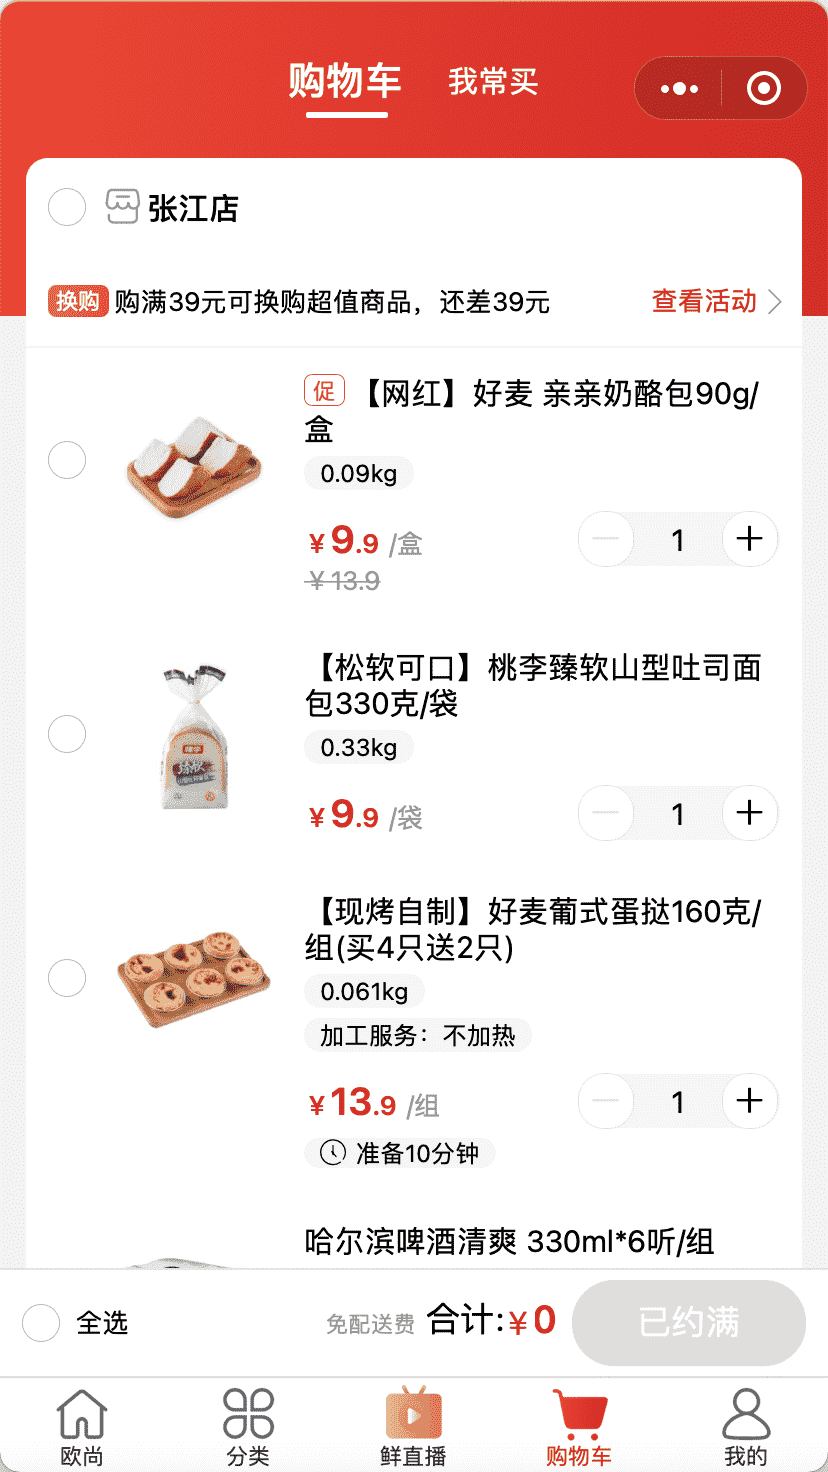 购物车 我常买
张江店
换购 购满39元可换购超值商品，还差39元 查看活动
促 【网红】好麦 亲亲奶酪包90g/
盒
0.09kg
￥9.9 /盒 1
￥13.9
【松软可口】桃李臻软山型吐司面
包330克/袋
0.33kg
￥9.9 /袋 1
【现烤自制】好麦葡式蛋挞160克/
组(买4只送2只)
0.061kg
加工服务：不加热
￥13.9 /组 1
准备10分钟
哈尔滨啤酒清爽 330ml*6听/组
全选 免配送费 合计:￥0 已约满
欧尚 分类 鲜直播 购物车 我的